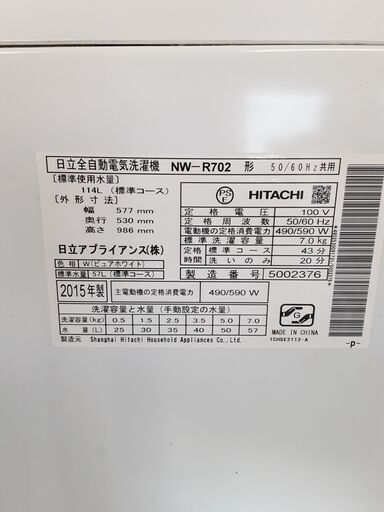 日立全自動電気洗濯機 NW-R702 形 50/60Hz共用
[標準使用水量]
114L (標準コース)
[外形寸法]
幅 577 mm
奥行 530 mm
高さ 986 mm
日立アプライアンス(株)
色相 W(ピュアホワイト)
標準水量 57L(標準コース)
PSE
HITACHI
定格電圧 100 V
定格周波数 50/60 Hz
電動機の定格消費電力 490/590 W
標準洗濯容量 7.0 kg
定格時間 標準コース 43分
洗いのみ 20分
製造番号 5002376
2015年製 主電動機の定格消費電力 490/590 W
洗濯容量と水量 (手動設定の水量)
洗濯容量(kg) 0.5 1.5 2.5 3.5 5.0 7.0
水量(L) 25 30 35 40 50 57
製造元 Shanghai Hitachi Household Appliances Co.,Ltd.
G
MADE IN CHINA
1CHSE2112-A
-p-